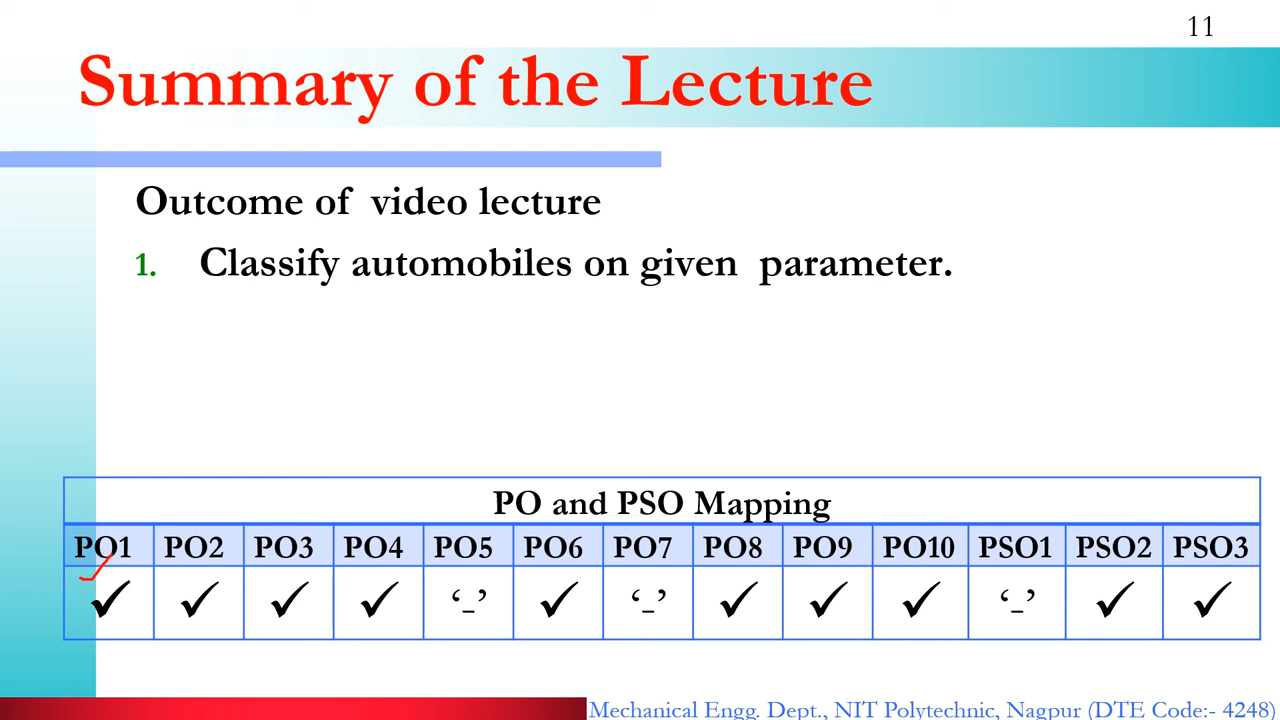 11
Summary of the Lecture
Outcome of video lecture
1. Classify automobiles on given parameter.
PO and PSO Mapping
PO1 PO2 PO3 PO4 PO5 PO6 PO7 PO8 PO9 PO10 PSO1 PSO2 PSO3
✓ ✓ ✓ ✓ ‘-’ ✓ ‘-’ ✓ ✓ ✓ ‘-’ ✓ ✓
Mechanical Engg. Dept., NIT Polytechnic, Nagpur (DTE Code:- 4248)